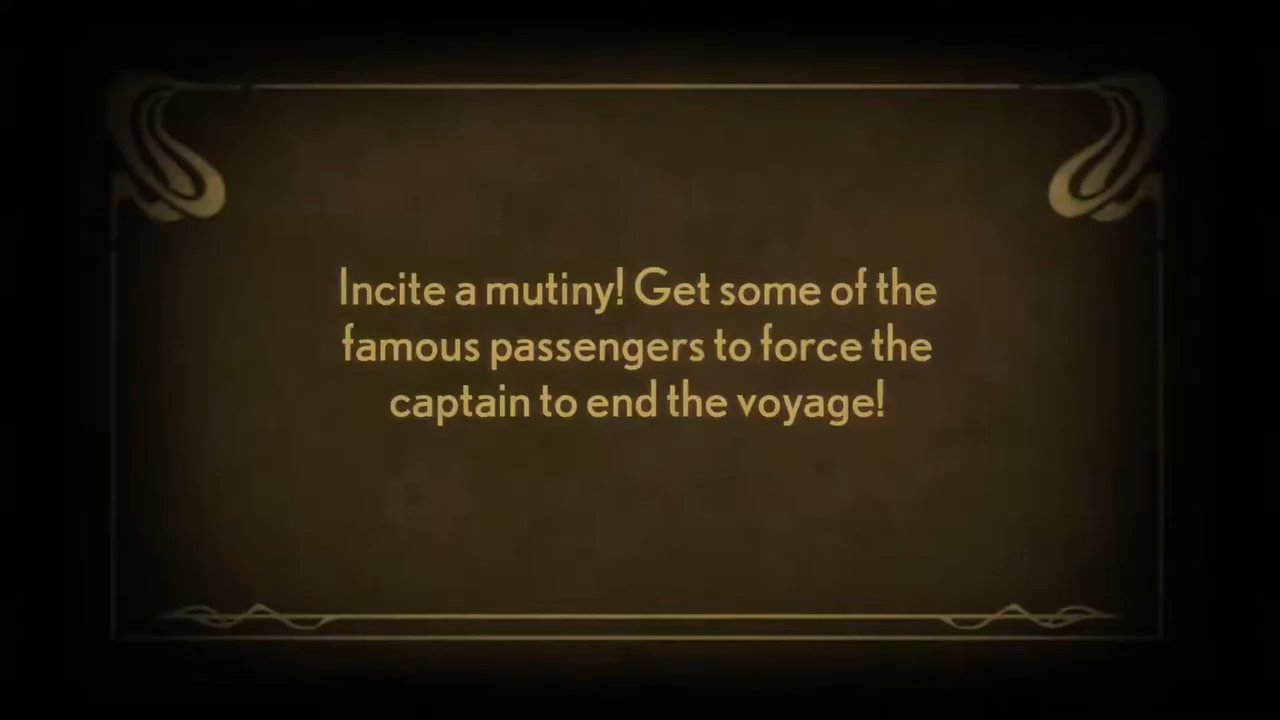 Incite a mutiny! Get some of the
famous passengers to force the
captain to end the voyage!